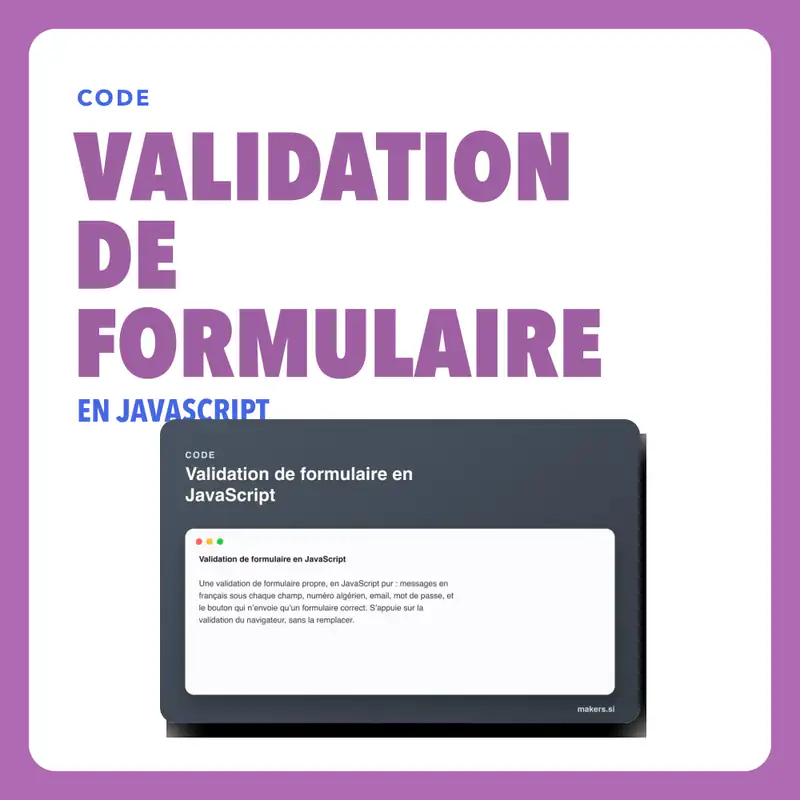 CODE
VALIDATION
DE
FORMULAIRE
EN JAVASCRIPT
CODE
Validation de formulaire en
JavaScript
Validation de formulaire en JavaScript
Une validation de formulaire propre, en JavaScript pur : messages en
français sous chaque champ, numéro algérien, email, mot de passe, et
le bouton qui n'envoie qu'un formulaire correct. S'appuie sur la
validation du navigateur, sans la remplacer.
makers.si